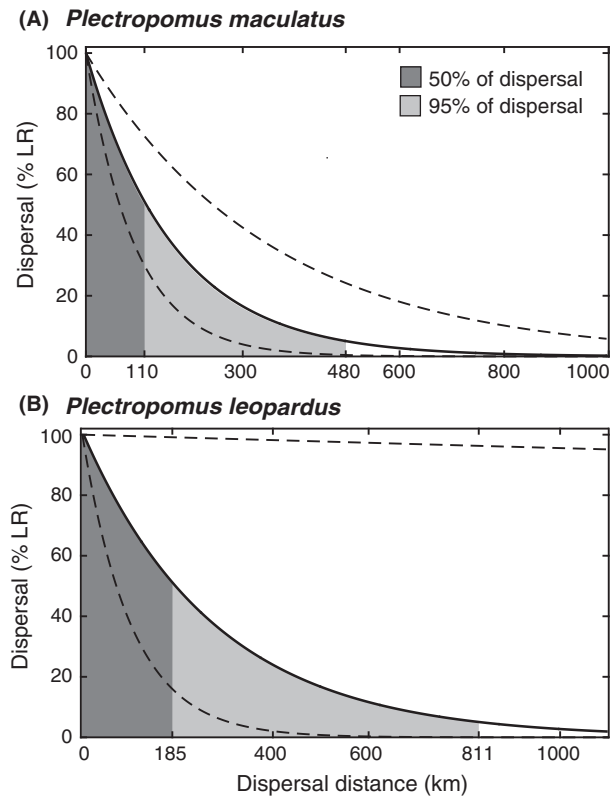 (A) Plectropomus maculatus
100
80
60
40
20
0
Dispersal (% LR)
50% of dispersal
95% of dispersal
0 110 300 480 600 800 1000
(B) Plectropomus leopardus
100
80
60
40
20
0
Dispersal (% LR)
0 185 400 600 811 1000
Dispersal distance (km)